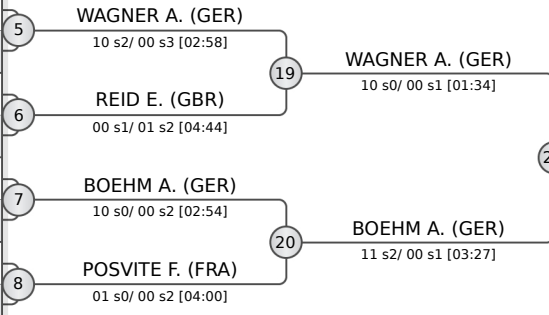 5
WAGNER A. (GER)
10 s2/ 00 s3 [02:58]
19
WAGNER A. (GER)
10 s0/ 00 s1 [01:34]
6
REID E. (GBR)
00 s1/ 01 s2 [04:44]
7
BOEHM A. (GER)
10 s0/ 00 s2 [02:54]
20
BOEHM A. (GER)
11 s2/ 00 s1 [03:27]
8
POSVITE F. (FRA)
01 s0/ 00 s2 [04:00]